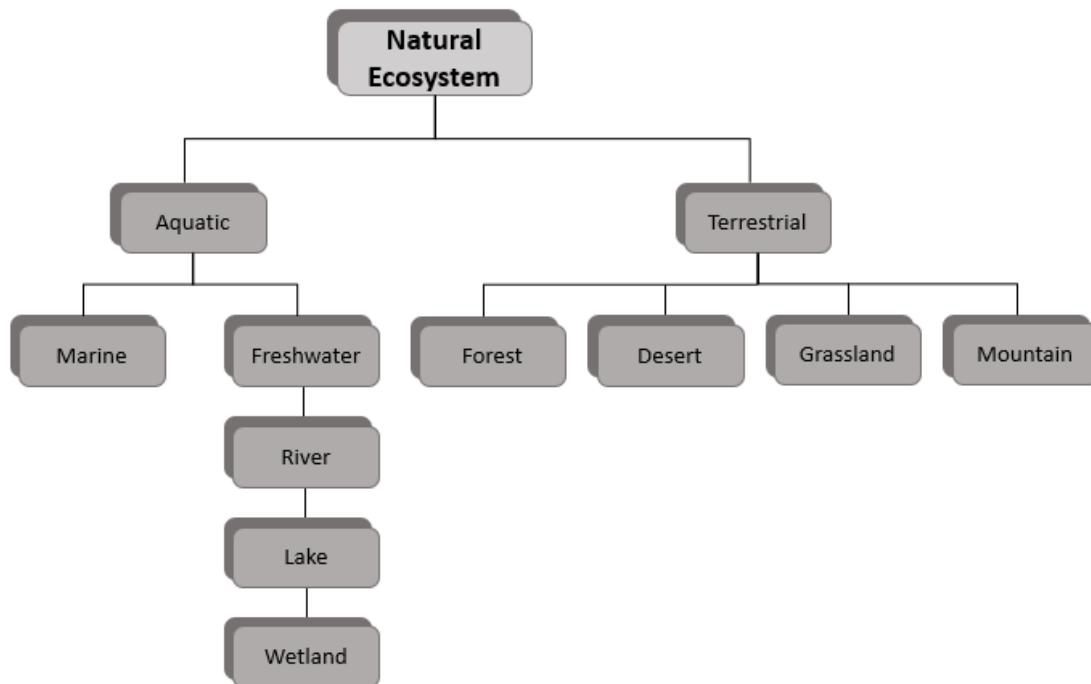 Natural
Ecosystem
Aquatic
Terrestrial
Marine
Freshwater
Forest
Desert
Grassland
Mountain
River
Lake
Wetland